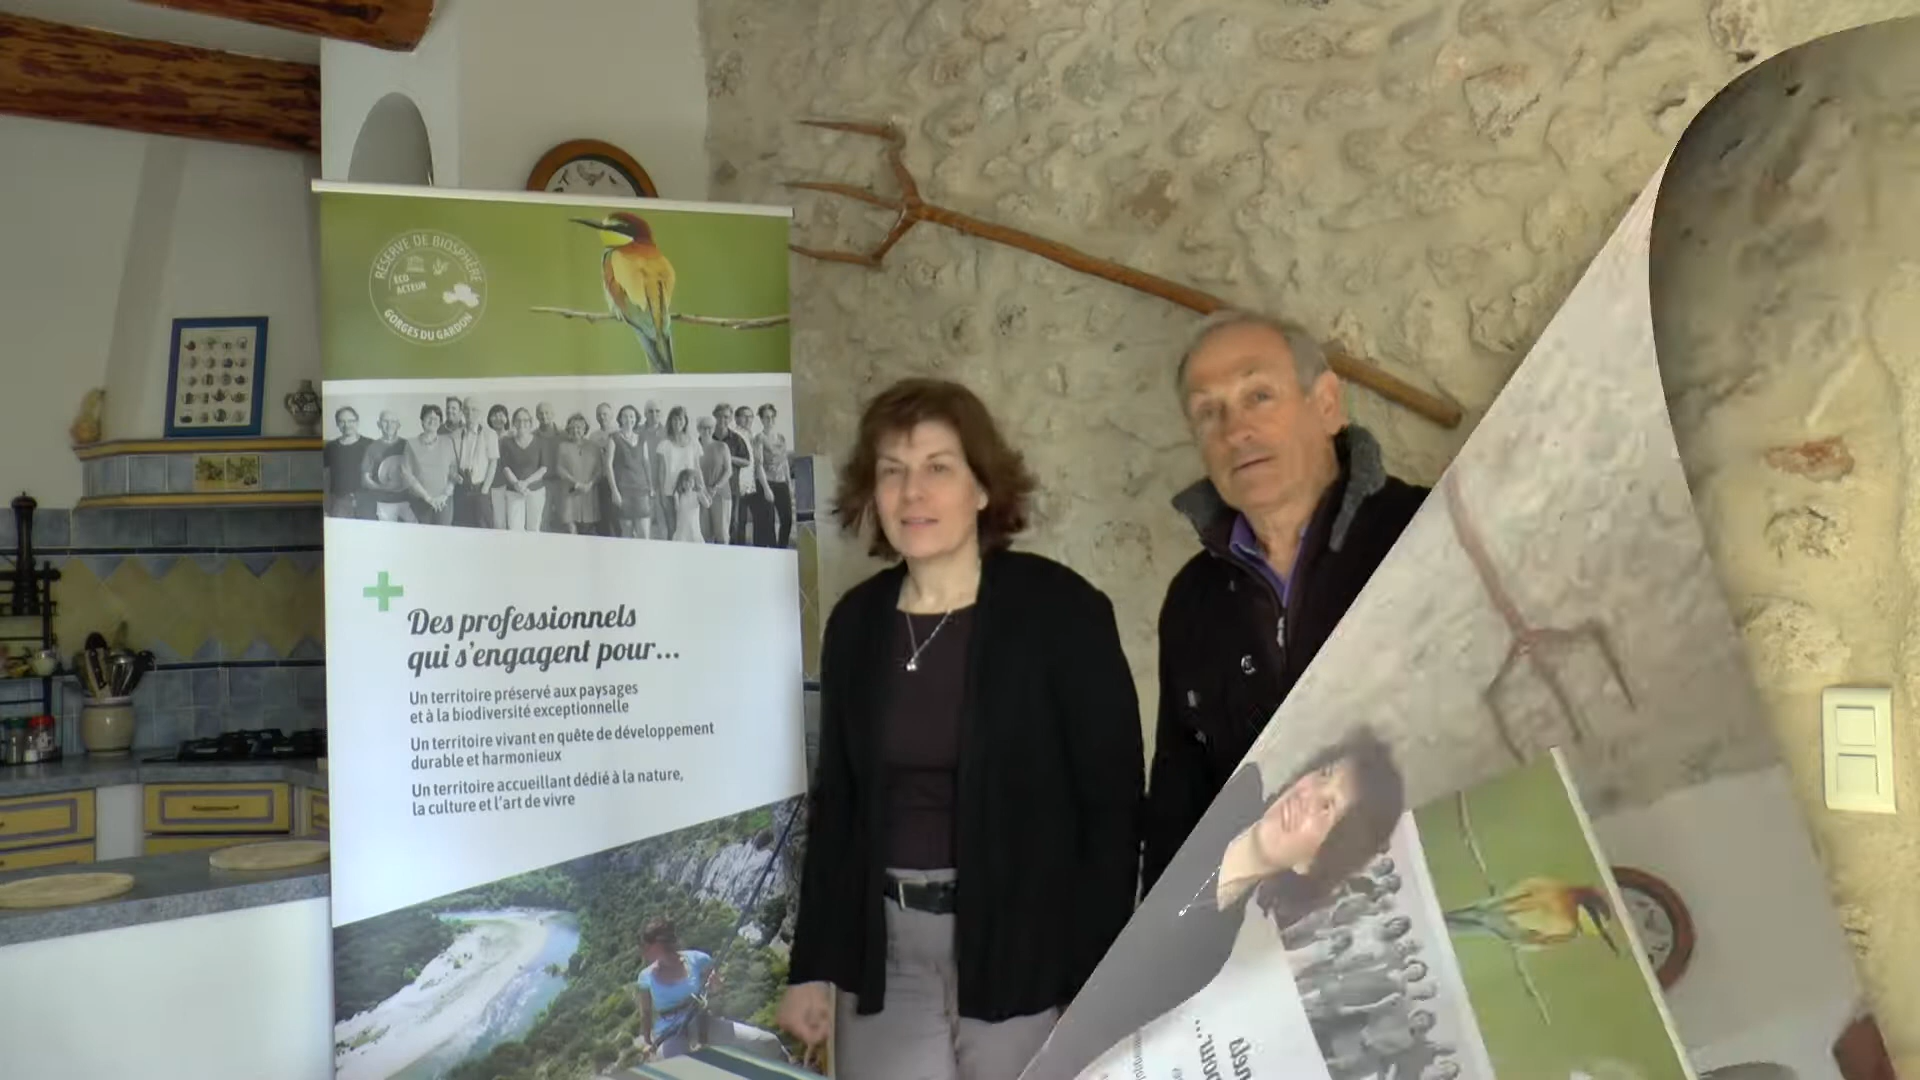 RÉSERVE DE BIOSPHÈRE
ECO
ACTEUR
GORGES DU GARDON
Des professionnels
qui s'engagent pour...
Un territoire préservé aux paysages
et à la biodiversité exceptionnelle
Un territoire vivant en quête de développement
durable et harmonieux
Un territoire accueillant dédié à la nature,
la culture et l'art de vivre